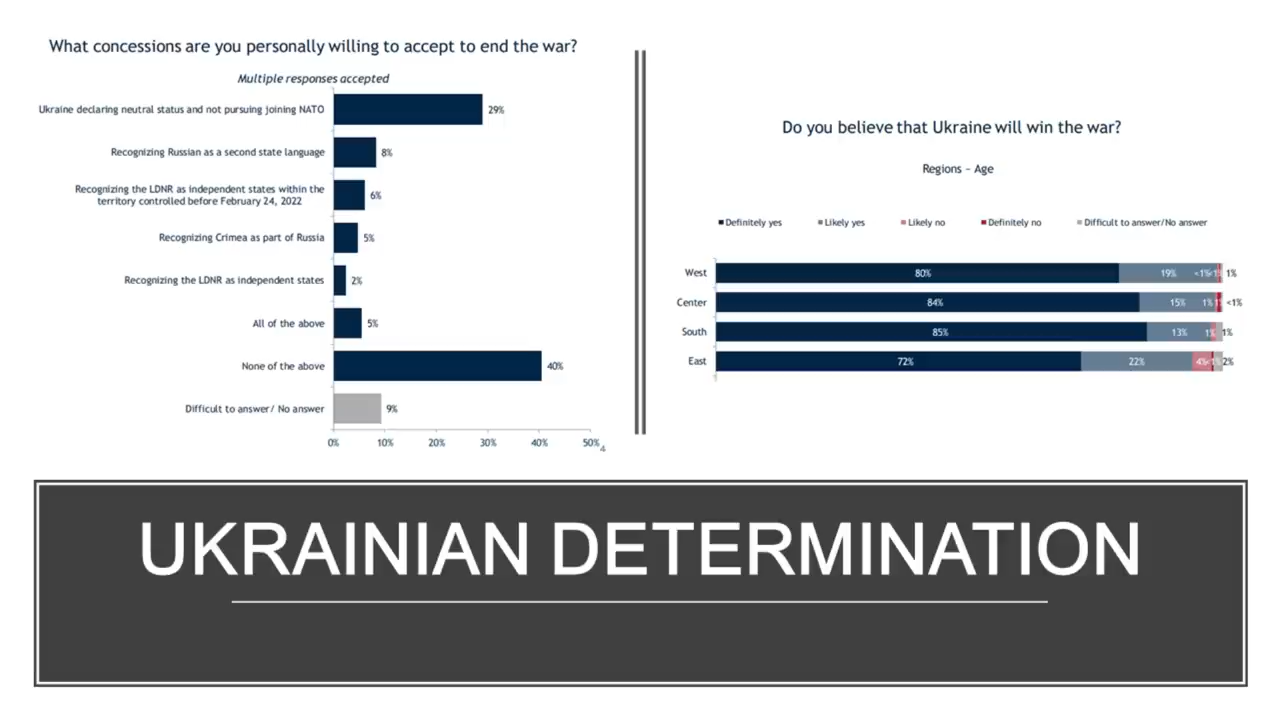 What concessions are you personally willing to accept to end the war?
Multiple responses accepted
Ukraine declaring neutral status and not pursuing joining NATO
29%
Recognizing Russian as a second state language
8%
Recognizing the LDNR as independent states within the
territory controlled before February 24, 2022
6%
Recognizing Crimea as part of Russia
5%
Recognizing the LDNR as independent states
2%
All of the above
5%
None of the above
40%
Difficult to answer/ No answer
9%
0% 10% 20% 30% 40% 50%
4
Do you believe that Ukraine will win the war?
Regions – Age
Definitely yes Likely yes Likely no Definitely no Difficult to answer/No answer
West 80% 19% <1% 1%
Center 84% 15% 1% <1%
South 85% 13% 1% 1%
East 72% 22% 4% 2%
UKRAINIAN DETERMINATION